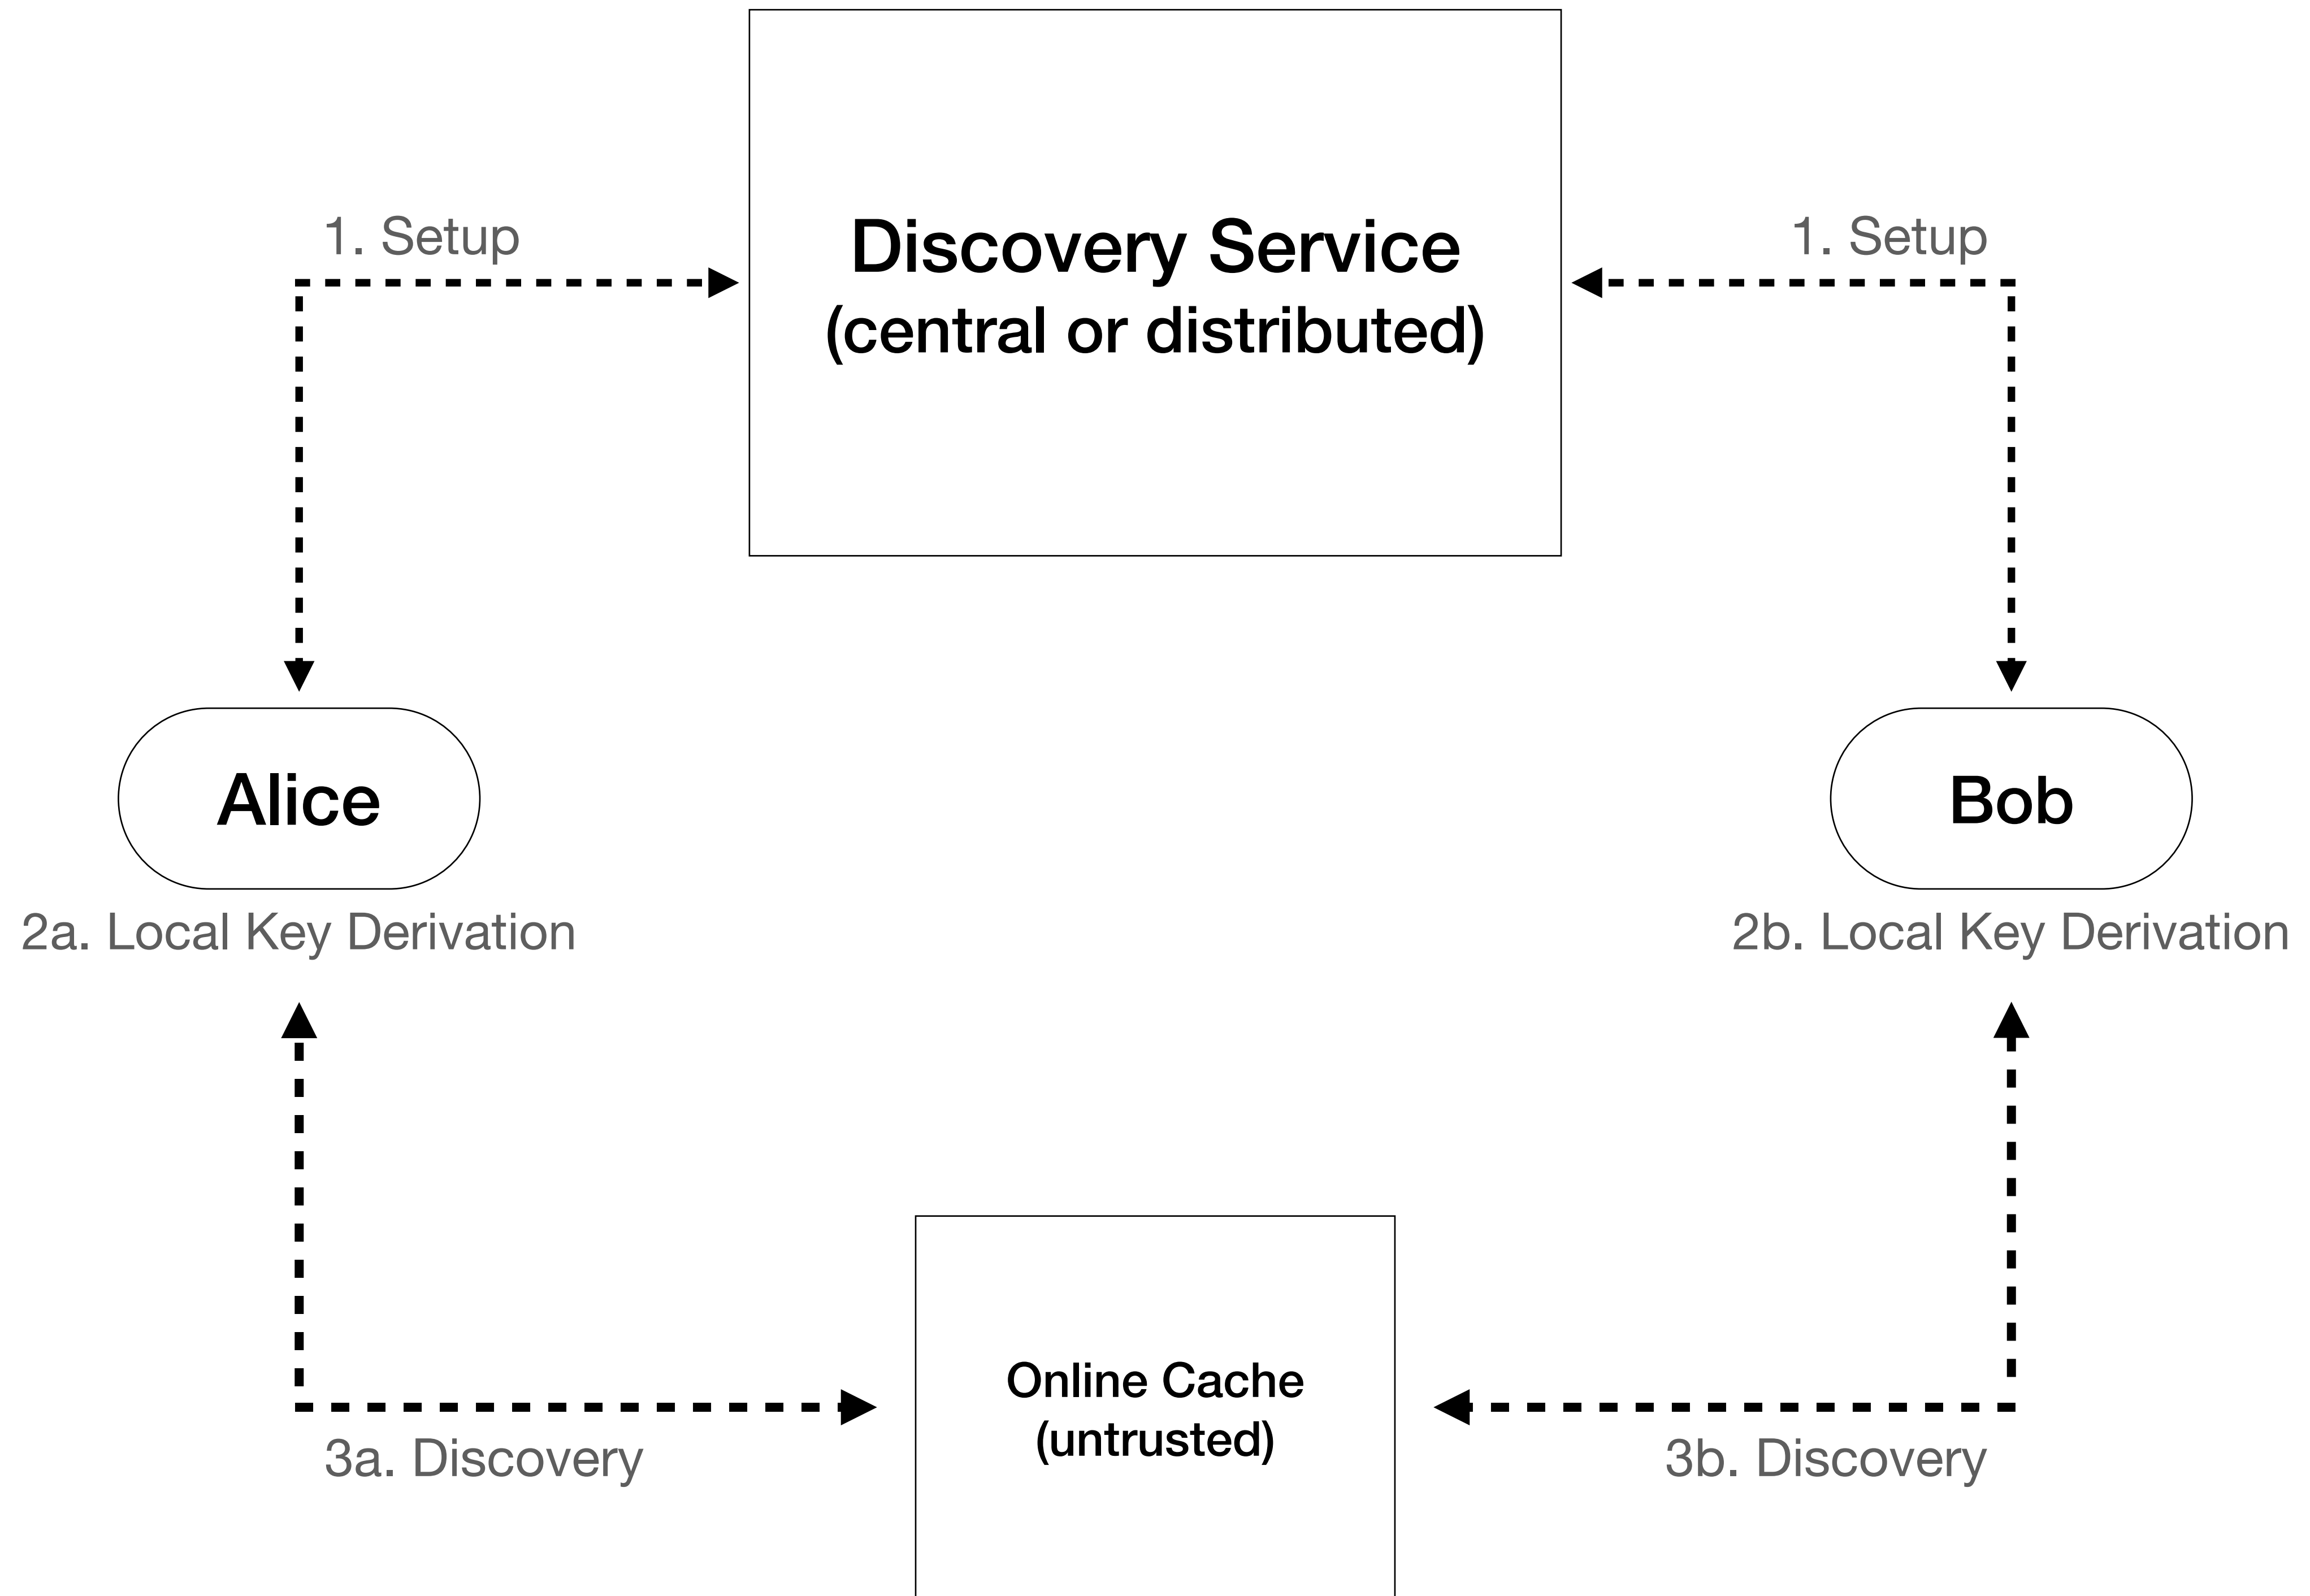 1. Setup
Discovery Service
(central or distributed)
1. Setup
Alice
Bob
2a. Local Key Derivation
2b. Local Key Derivation
Online Cache
(untrusted)
3a. Discovery
3b. Discovery